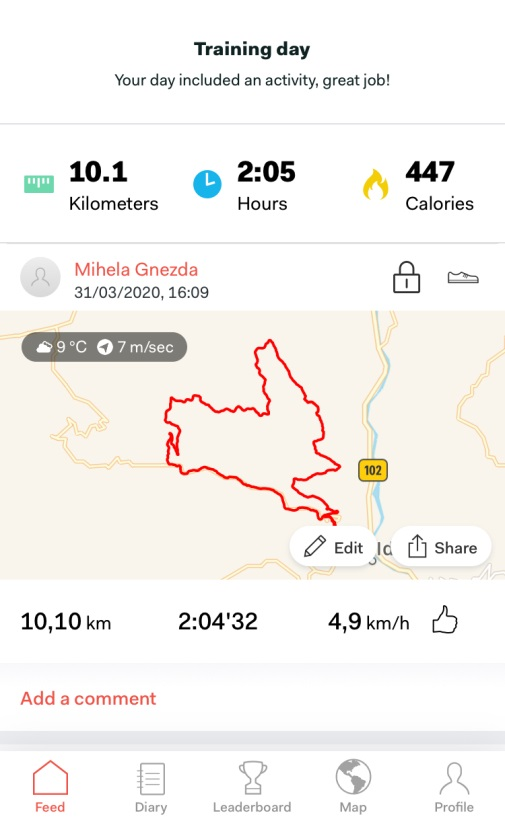 Training day
Your day included an activity, great job!
10.1
Kilometers
2:05
Hours
447
Calories
Mihela Gnezda
31/03/2020, 16:09
9 °C 7 m/sec
102
Edit
Share
10,10 km 2:04'32 4,9 km/h
Add a comment
Feed Diary Leaderboard Map Profile